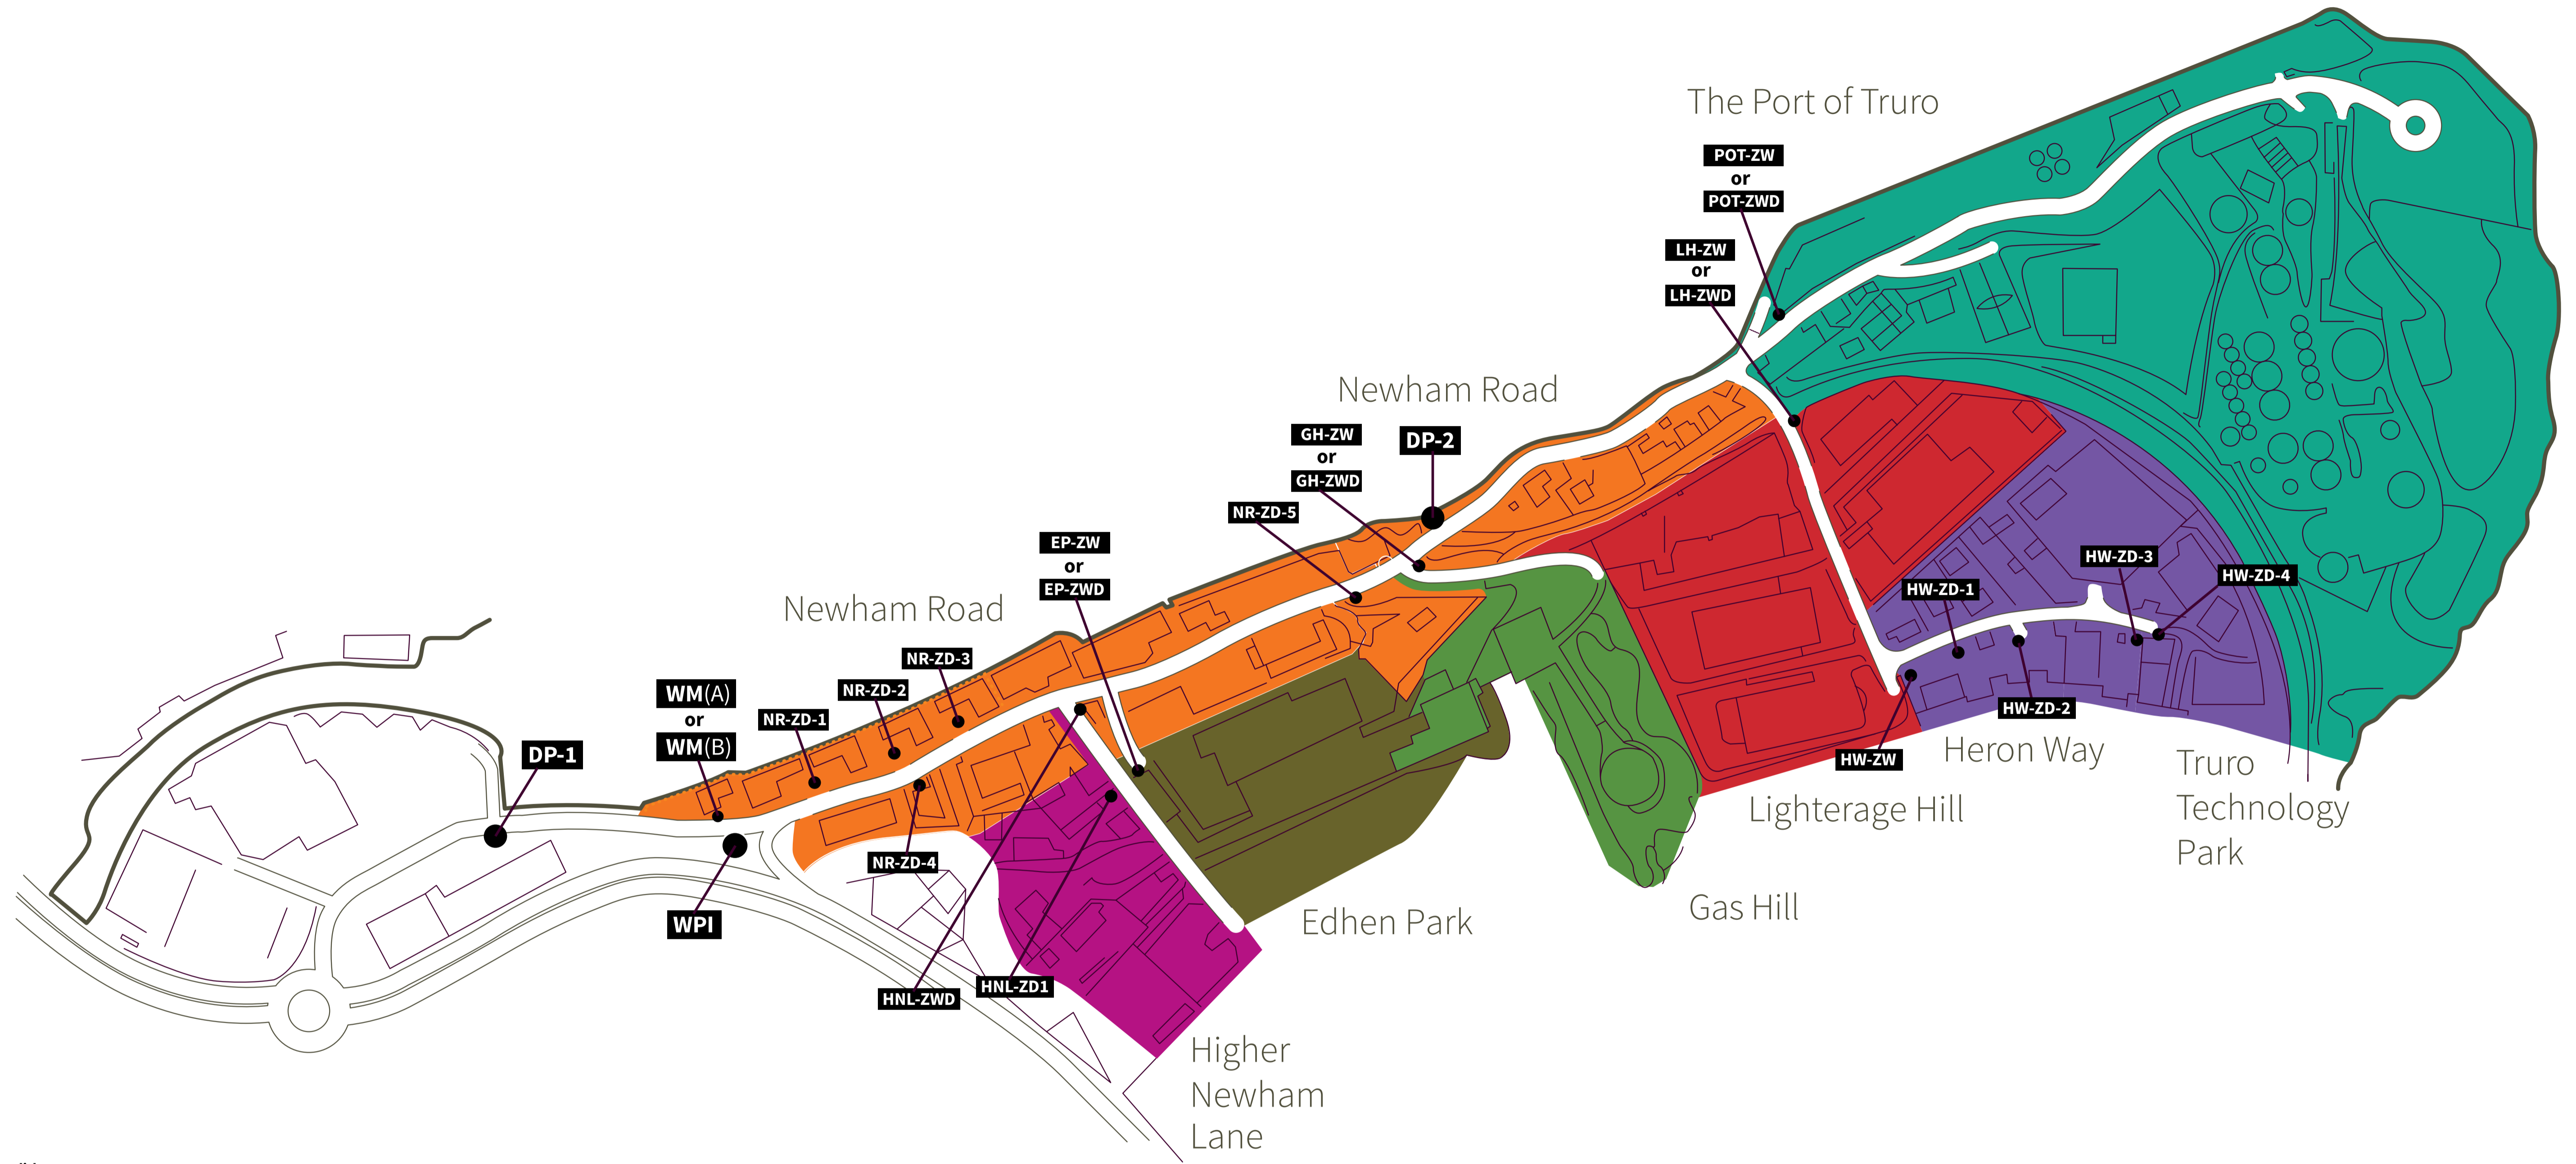 The Port of Truro
POT-ZW
or
POT-ZWD
LH-ZW
or
LH-ZWD
Newham Road
GH-ZW
or
GH-ZWD
DP-2
NR-ZD-5
EP-ZW
or
EP-ZWD
Newham Road
NR-ZD-3
NR-ZD-2
NR-ZD-1
WM(A)
or
WM(B)
DP-1
WPI
NR-ZD-4
HNL-ZWD
HNL-ZD1
HW-ZD-1
HW-ZD-3
HW-ZD-4
HW-ZD-2
HW-ZW
Heron Way
Truro
Technology
Park
Lighterage Hill
Gas Hill
Edhen Park
Higher
Newham
Lane